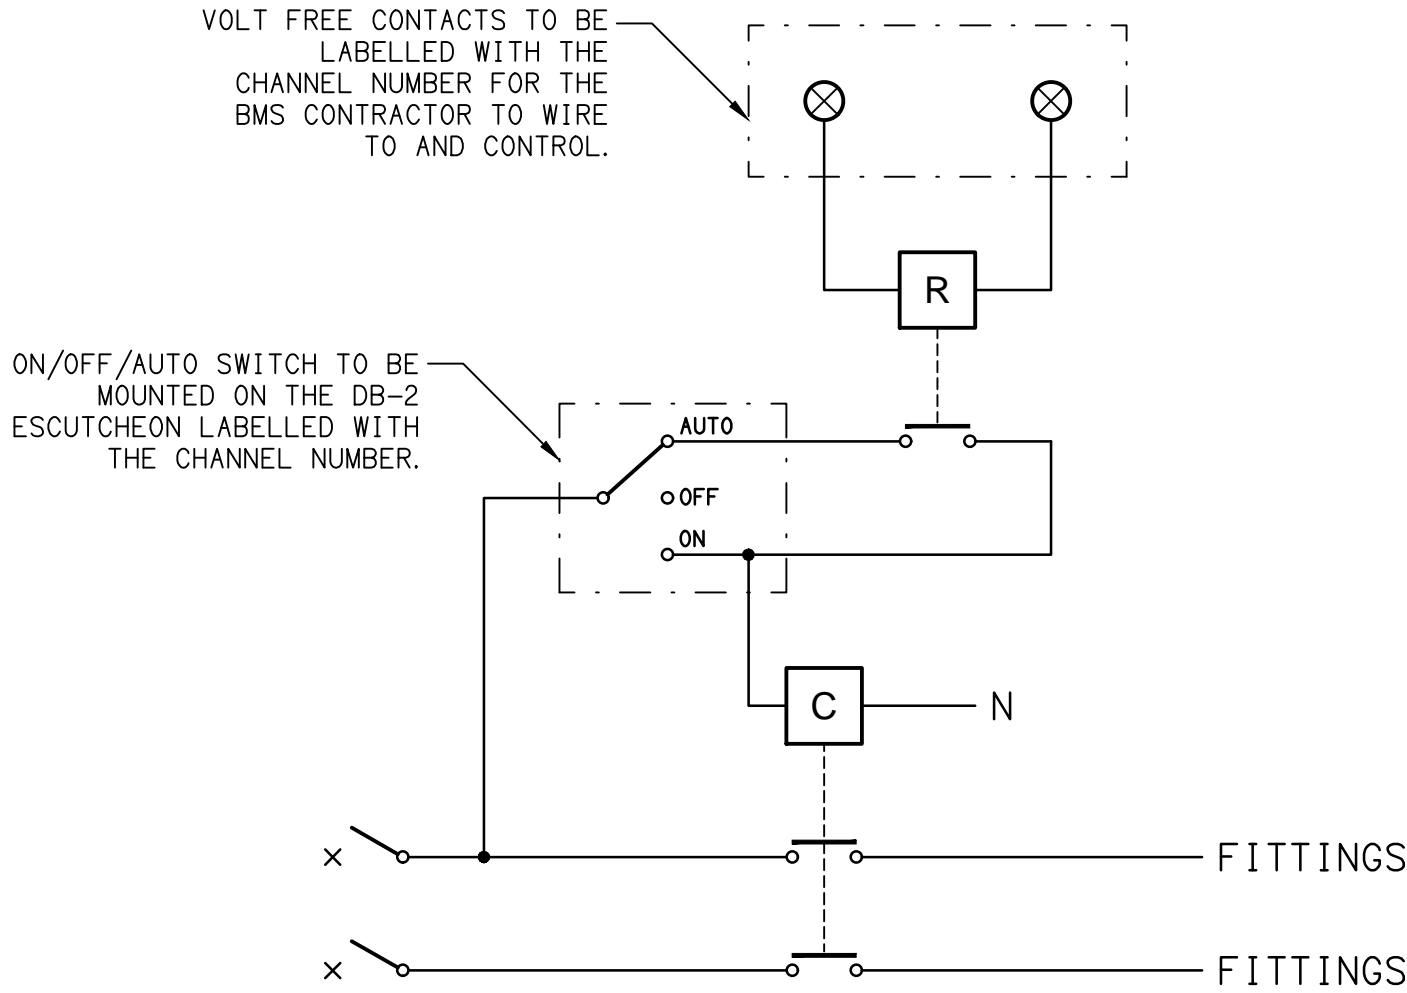 VOLT FREE CONTACTS TO BE
LABELLED WITH THE
CHANNEL NUMBER FOR THE
BMS CONTRACTOR TO WIRE
TO AND CONTROL.
R
ON/OFF/AUTO SWITCH TO BE
MOUNTED ON THE DB-2
ESCUTCHEON LABELLED WITH
THE CHANNEL NUMBER.
AUTO
OFF
ON
C
N
FITTINGS
FITTINGS